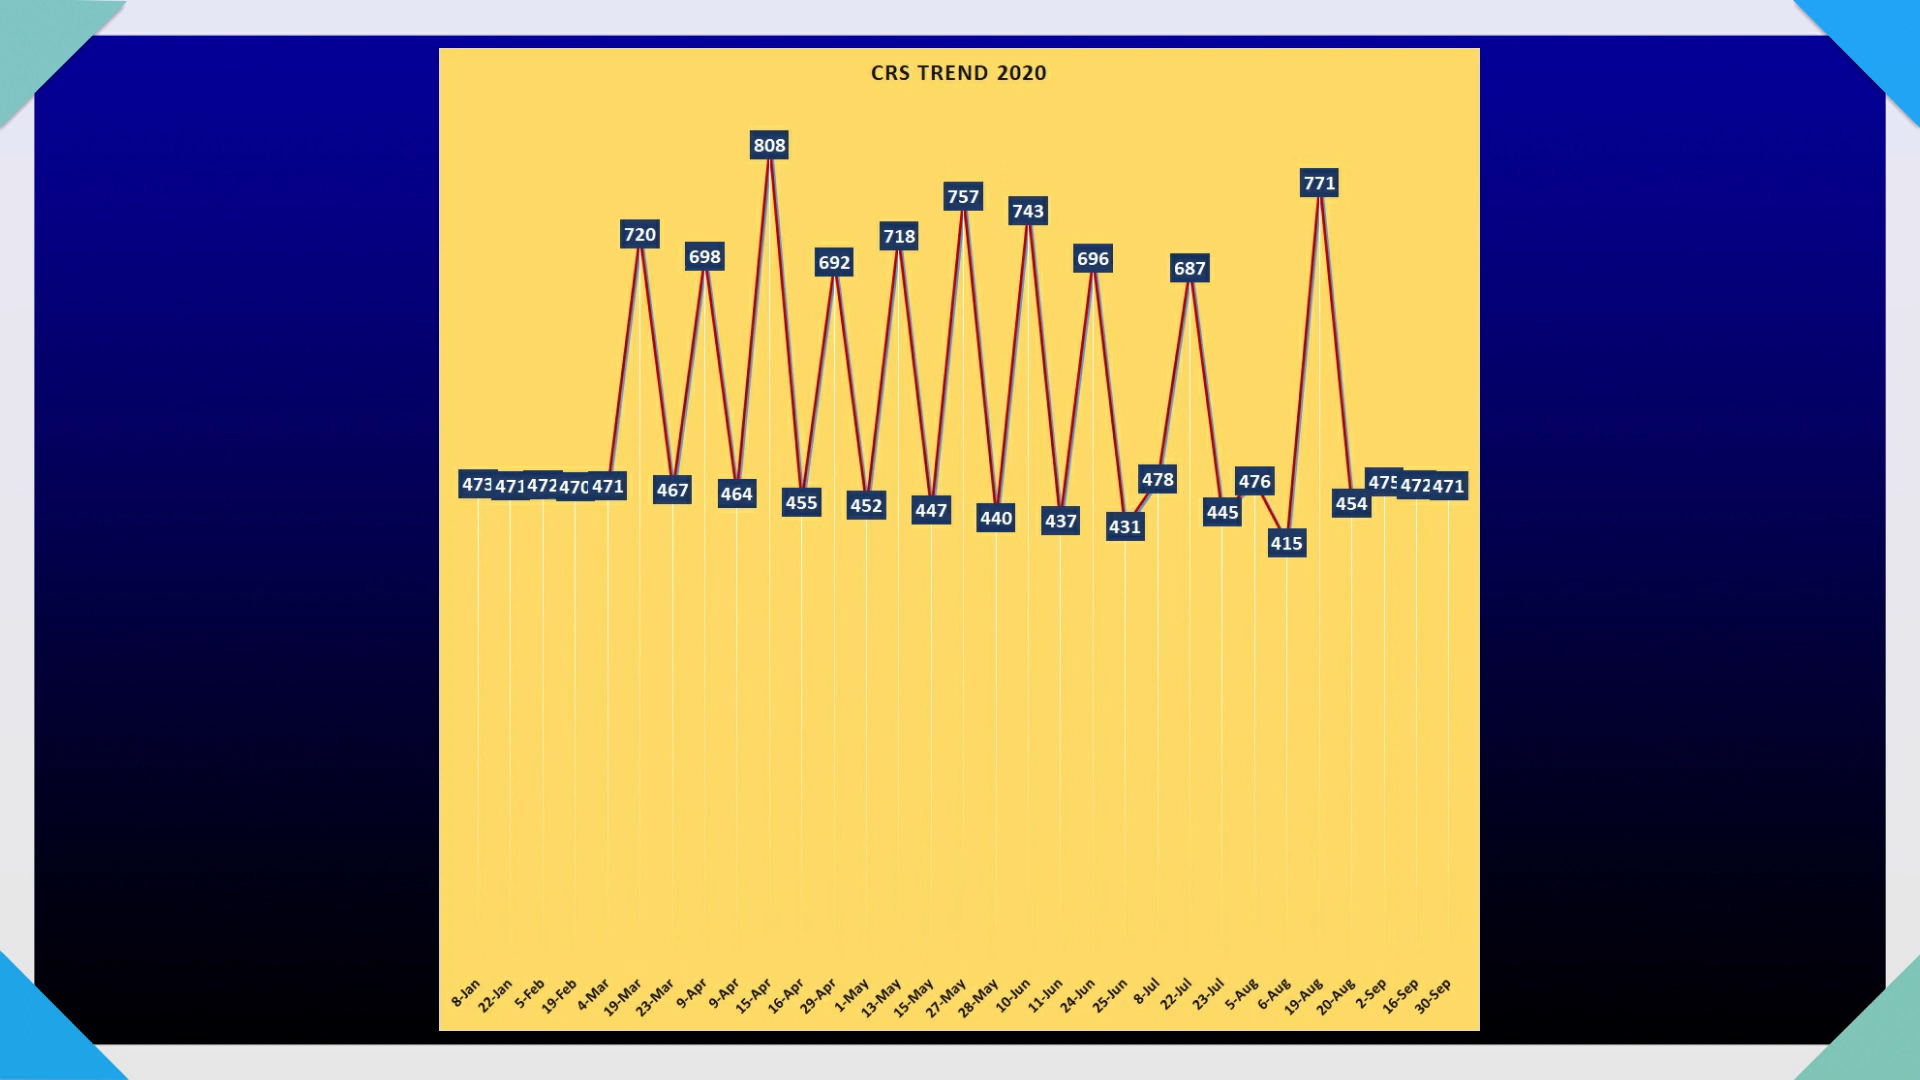 CRS TREND 2020
808
771
757
743
720
718
698
696
692
687
473 471 472 470 471
467
464
455
452
447
440
437
431
478
445
476
415
454
475 472 471
8-Jan
22-Jan
5-Feb
19-Feb
4-Mar
19-Mar
23-Mar
9-Apr
9-Apr
15-Apr
16-Apr
29-Apr
1-May
13-May
15-May
27-May
28-May
10-Jun
11-Jun
24-Jun
25-Jun
8-Jul
22-Jul
23-Jul
5-Aug
6-Aug
19-Aug
20-Aug
2-Sep
16-Sep
30-Sep